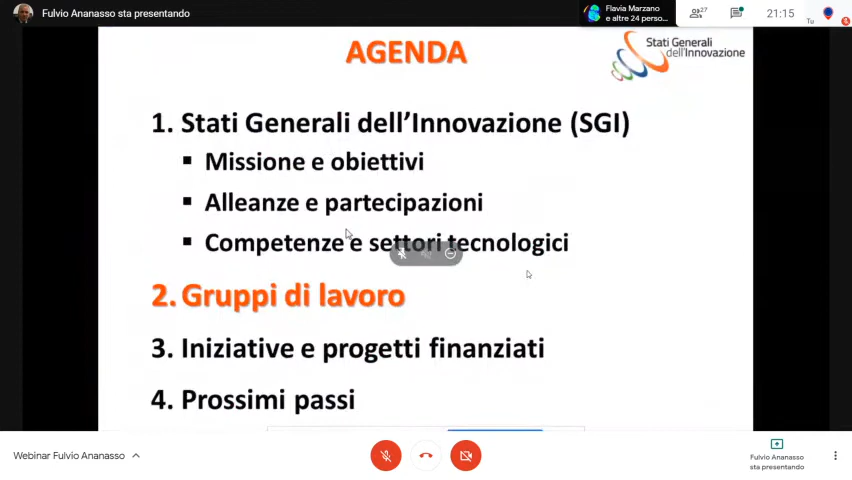 Fulvio Ananasso sta presentando
Flavia Marzano
e altre 24 perso...
27
21:15
Tu
AGENDA
Stati Generali
dell'Innovazione
1. Stati Generali dell'Innovazione (SGI)
Missione e obiettivi
Alleanze e partecipazioni
Competenze e settori tecnologici
2. Gruppi di lavoro
3. Iniziative e progetti finanziati
4. Prossimi passi
Webinar Fulvio Ananasso
Fulvio Ananasso
sta presentando